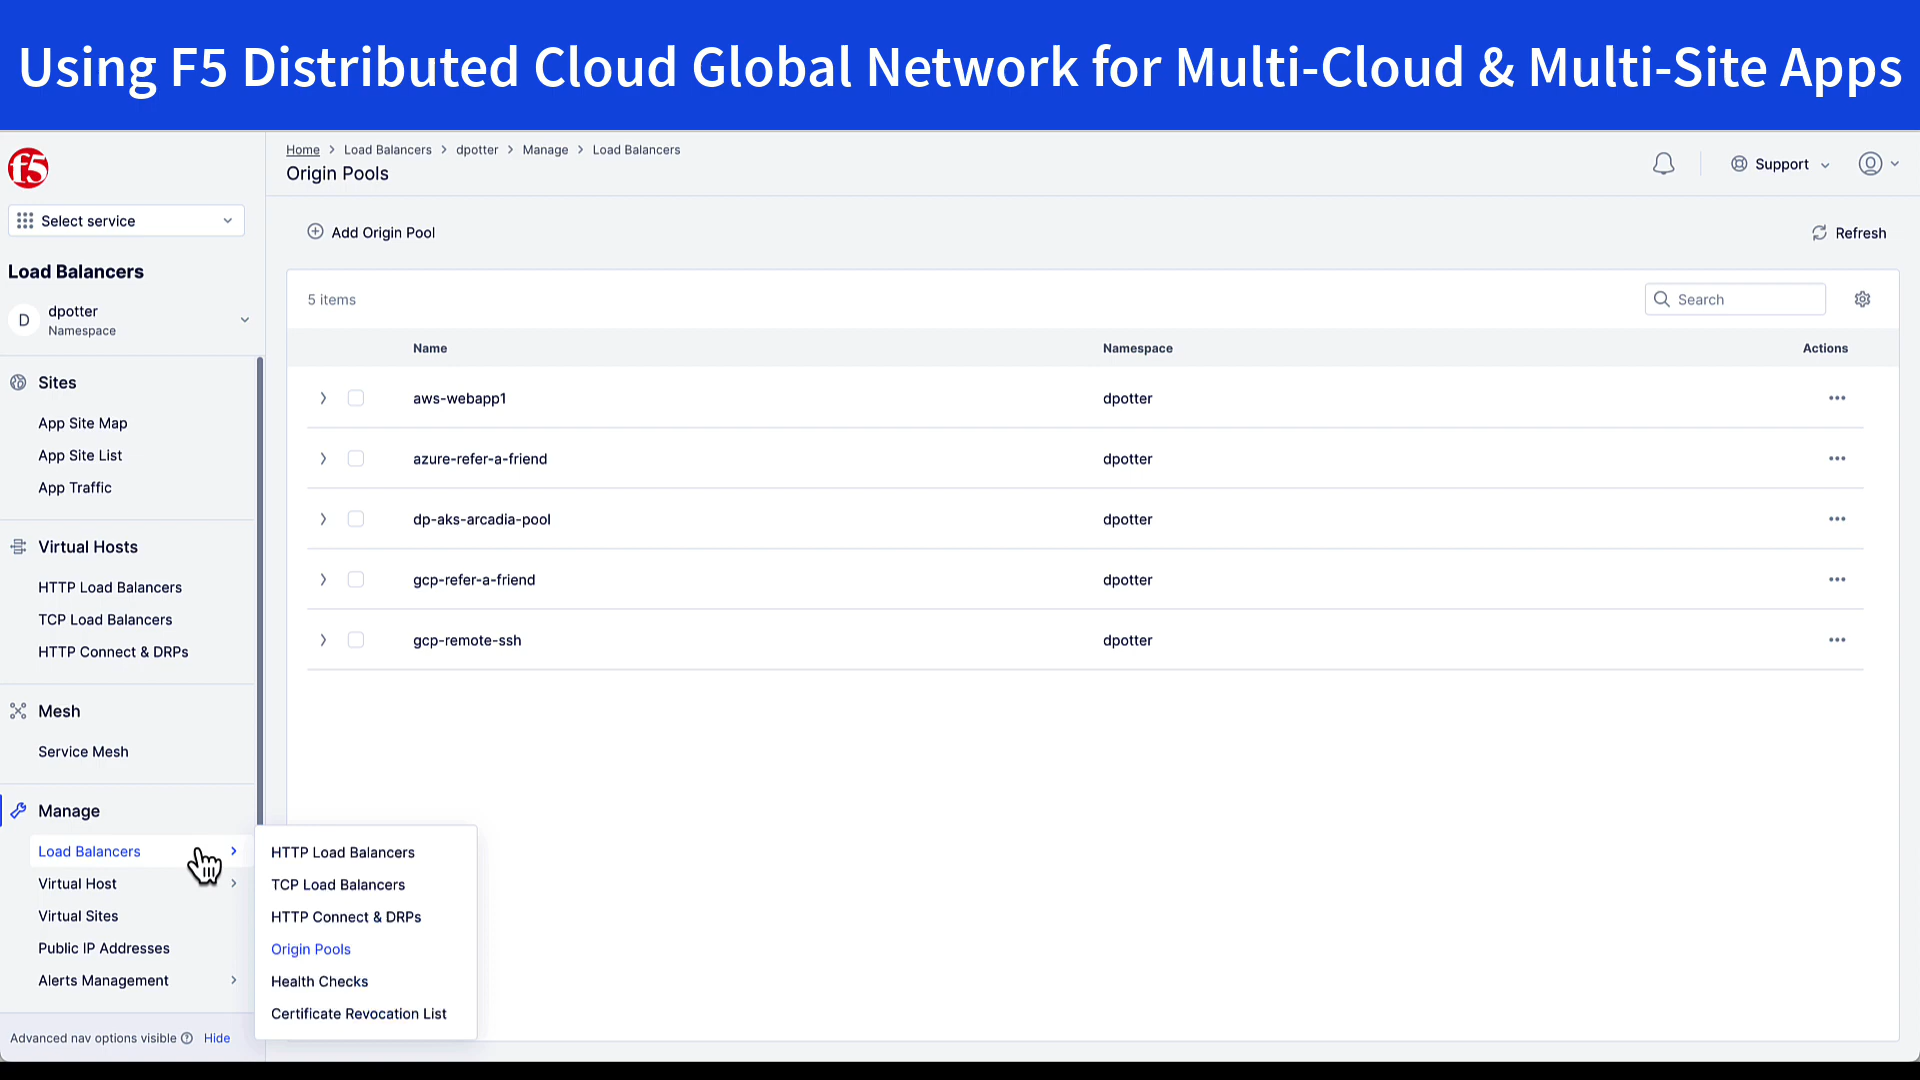 Using F5 Distributed Cloud Global Network for Multi-Cloud & Multi-Site Apps
f5
Home > Load Balancers > dpotter > Manage > Load Balancers
Origin Pools
Support
Select service
Add Origin Pool
Refresh
Load Balancers
D
dpotter
Namespace
5 items
Search
Name Namespace Actions
aws-webapp1 dpotter
azure-refer-a-friend dpotter
dp-aks-arcadia-pool dpotter
gcp-refer-a-friend dpotter
gcp-remote-ssh dpotter
Sites
App Site Map
App Site List
App Traffic
Virtual Hosts
HTTP Load Balancers
TCP Load Balancers
HTTP Connect & DRPs
Mesh
Service Mesh
Manage
Load Balancers
Virtual Host
Virtual Sites
Public IP Addresses
Alerts Management
HTTP Load Balancers
TCP Load Balancers
HTTP Connect & DRPs
Origin Pools
Health Checks
Certificate Revocation List
Advanced nav options visible Hide